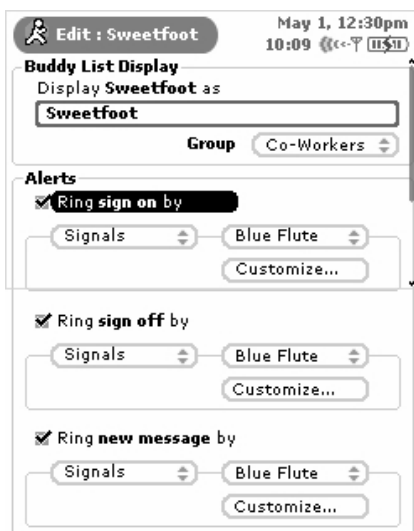 Edit : Sweetfoot
May 1, 12:30pm
10:09
Buddy List Display
Display Sweetfoot as
Sweetfoot
Group Co-Workers
Alerts
Ring sign on by
Signals Blue Flute
Customize...
Ring sign off by
Signals Blue Flute
Customize...
Ring new message by
Signals Blue Flute
Customize...